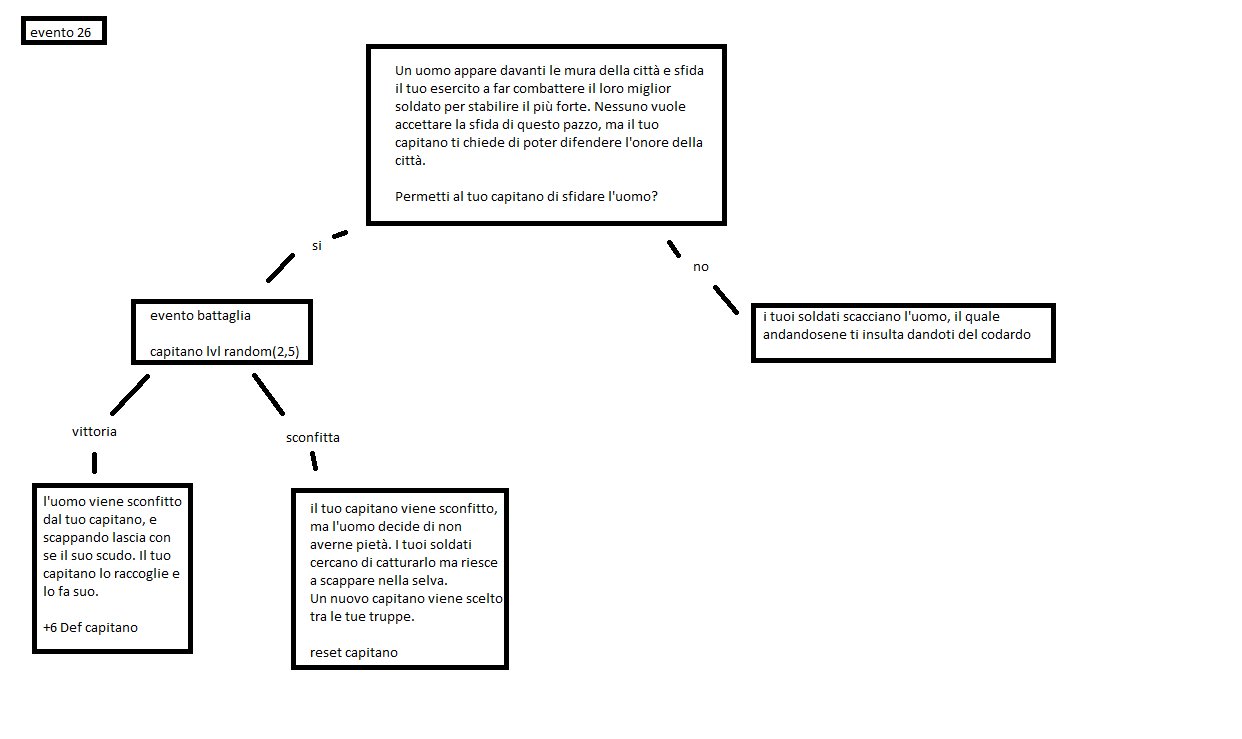 evento 26
Un uomo appare davanti le mura della città e sfida
il tuo esercito a far combattere il loro miglior
soldato per stabilire il più forte. Nessuno vuole
accettare la sfida di questo pazzo, ma il tuo
capitano ti chiede di poter difendere l'onore della
città.
Permetti al tuo capitano di sfidare l'uomo?
si
no
evento battaglia
capitano lvl random(2,5)
i tuoi soldati scacciano l'uomo, il quale
andandosene ti insulta dandoti del codardo
vittoria
sconfitta
l'uomo viene sconfitto
dal tuo capitano, e
scappando lascia con
se il suo scudo. Il tuo
capitano lo raccoglie e
lo fa suo.
+6 Def capitano
il tuo capitano viene sconfitto,
ma l'uomo decide di non
averne pietà. I tuoi soldati
cercano di catturarlo ma riesce
a scappare nella selva.
Un nuovo capitano viene scelto
tra le tue truppe.
reset capitano